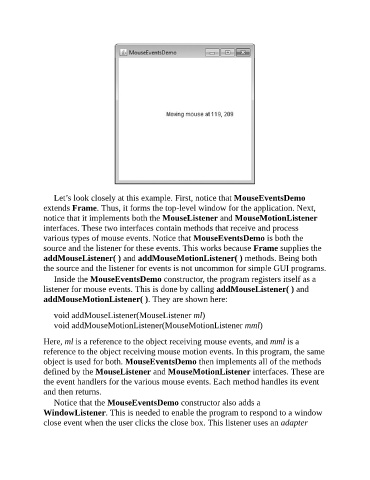 MouseEventsDemo
Moving mouse at 118, 209
Let's look closely at this example. First, notice that MouseEventsDemo
extends Frame. Thus, it forms the top-level window for the application. Next,
notice that it implements both the MouseListener and MouseMotionListener
interfaces. These two interfaces contain methods that receive and process
various types of mouse events. Notice that MouseEventsDemo is both the
source and the listener for these events. This works because Frame supplies the
addMouseListener( ) and addMouseMotionListener( ) methods. Being both
the source and the listener for events is not uncommon for simple GUI programs.
Inside the MouseEventsDemo constructor, the program registers itself as a
listener for mouse events. This is done by calling addMouseListener( ) and
addMouseMotionListener( ). They are shown here:
void addMouseListener(MouseListener ml)
void addMouseMotionListener(MouseMotionListener mml)
Here, ml is a reference to the object receiving mouse events, and mml is a
reference to the object receiving mouse motion events. In this program, the same
object is used for both. MouseEventsDemo then implements all of the methods
defined by the MouseListener and MouseMotionListener interfaces. These are
the event handlers for the various mouse events. Each method handles its event
and then returns.
Notice that the MouseEventsDemo constructor also adds a
WindowListener. This is needed to enable the program to respond to a window
close event when the user clicks the close box. This listener uses an adapter